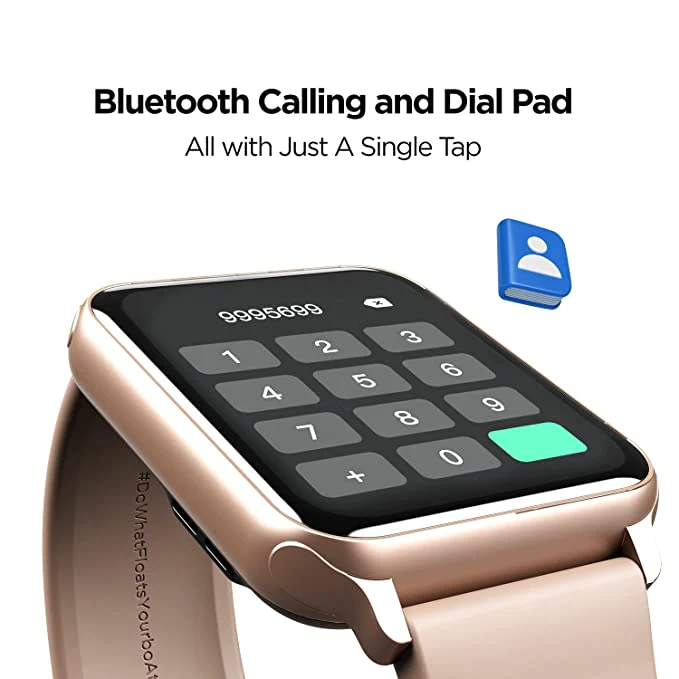 Bluetooth Calling and Dial Pad
All with Just A Single Tap
9995699
1 2 3
4 5 6
7 8 9
+ 0
#DoWhatFloatsYourboAt